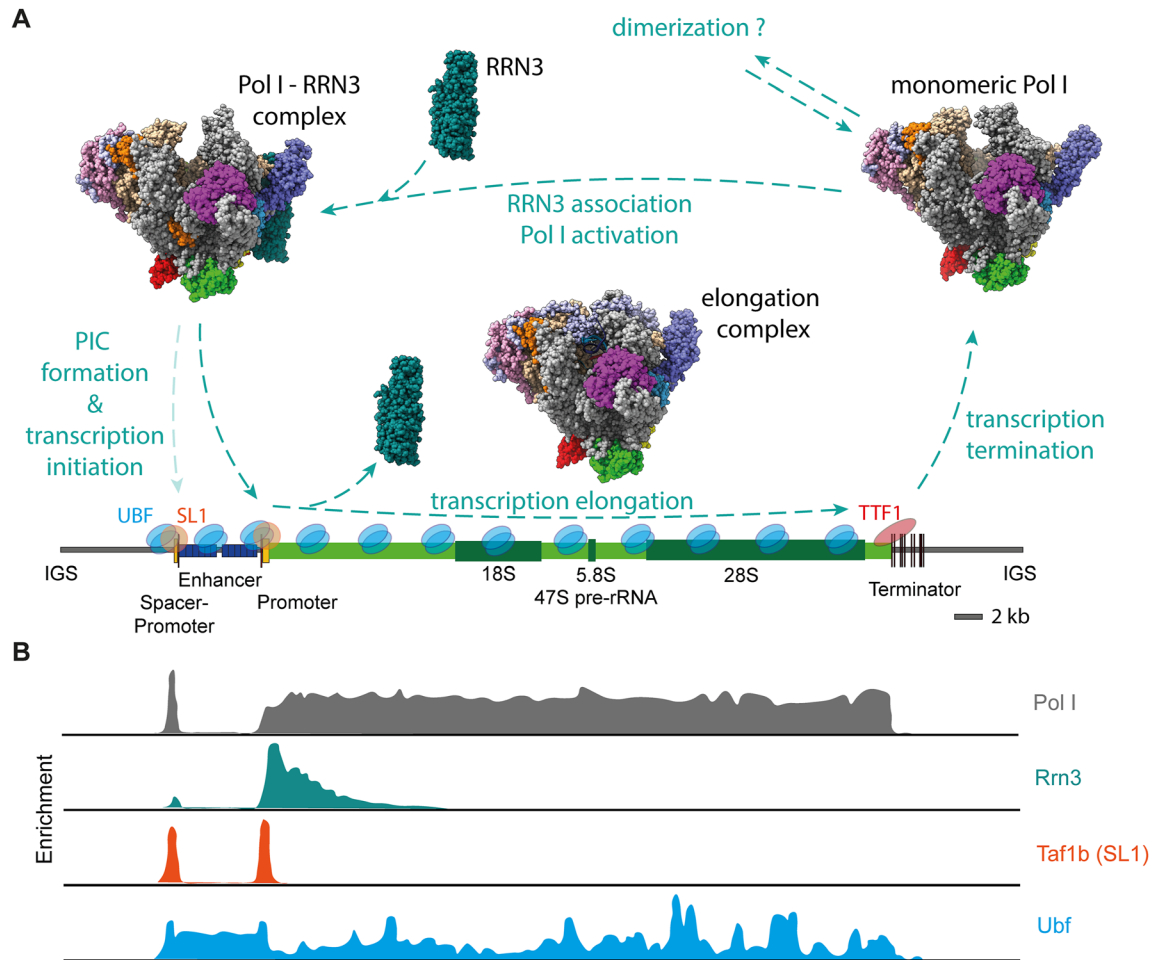 A
dimerization ?
Pol I - RRN3
complex
RRN3
monomeric Pol I
RRN3 association
Pol I activation
elongation
complex
PIC
formation
&
transcription
initiation
transcription
termination
transcription elongation
UBF
SL1
TTF1
IGS
Enhancer
Spacer-
Promoter
Promoter
18S
5.8S
28S
47S pre-rRNA
Terminator
IGS
2 kb
B
Enrichment
Pol I
Rrn3
Taf1b (SL1)
Ubf